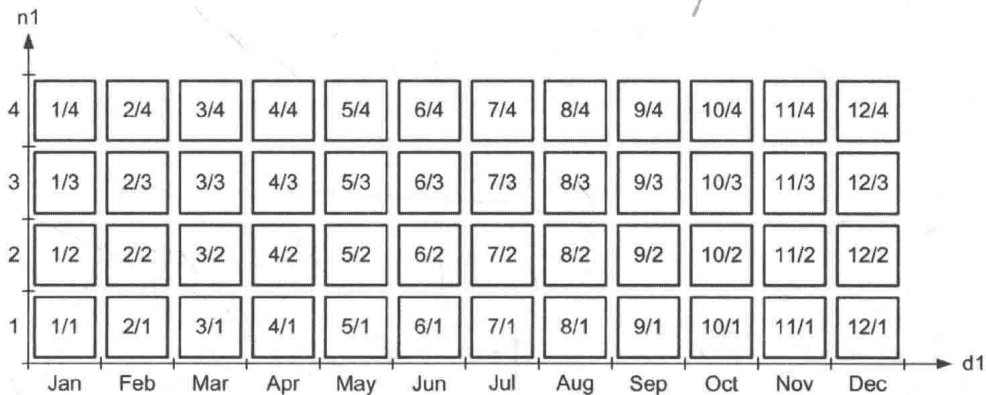 n1
4 1/4 2/4 3/4 4/4 5/4 6/4 7/4 8/4 9/4 10/4 11/4 12/4
3 1/3 2/3 3/3 4/3 5/3 6/3 7/3 8/3 9/3 10/3 11/3 12/3
2 1/2 2/2 3/2 4/2 5/2 6/2 7/2 8/2 9/2 10/2 11/2 12/2
1 1/1 2/1 3/1 4/1 5/1 6/1 7/1 8/1 9/1 10/1 11/1 12/1
d1
Jan Feb Mar Apr May Jun Jul Aug Sep Oct Nov Dec